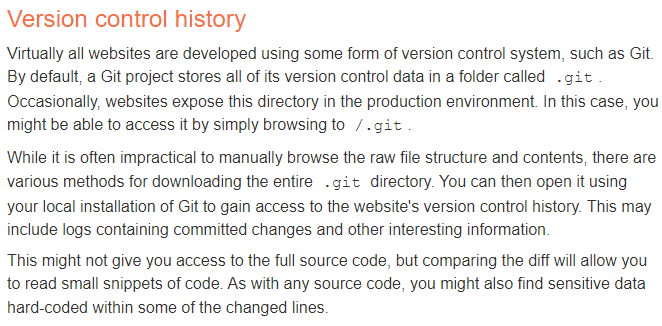 Version control history
Virtually all websites are developed using some form of version control system, such as Git.
By default, a Git project stores all of its version control data in a folder called .git .
Occasionally, websites expose this directory in the production environment. In this case, you
might be able to access it by simply browsing to /.git .
While it is often impractical to manually browse the raw file structure and contents, there are
various methods for downloading the entire .git directory. You can then open it using
your local installation of Git to gain access to the website's version control history. This may
include logs containing committed changes and other interesting information.
This might not give you access to the full source code, but comparing the diff will allow you
to read small snippets of code. As with any source code, you might also find sensitive data
hard-coded within some of the changed lines.